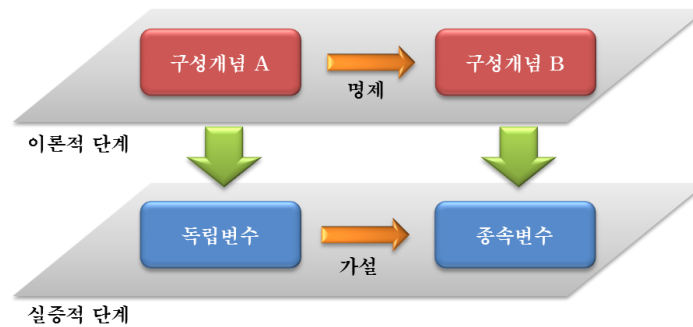 구성개념 A
구성개념 B
명제
이론적 단계
독립변수
종속변수
가설
실증적 단계